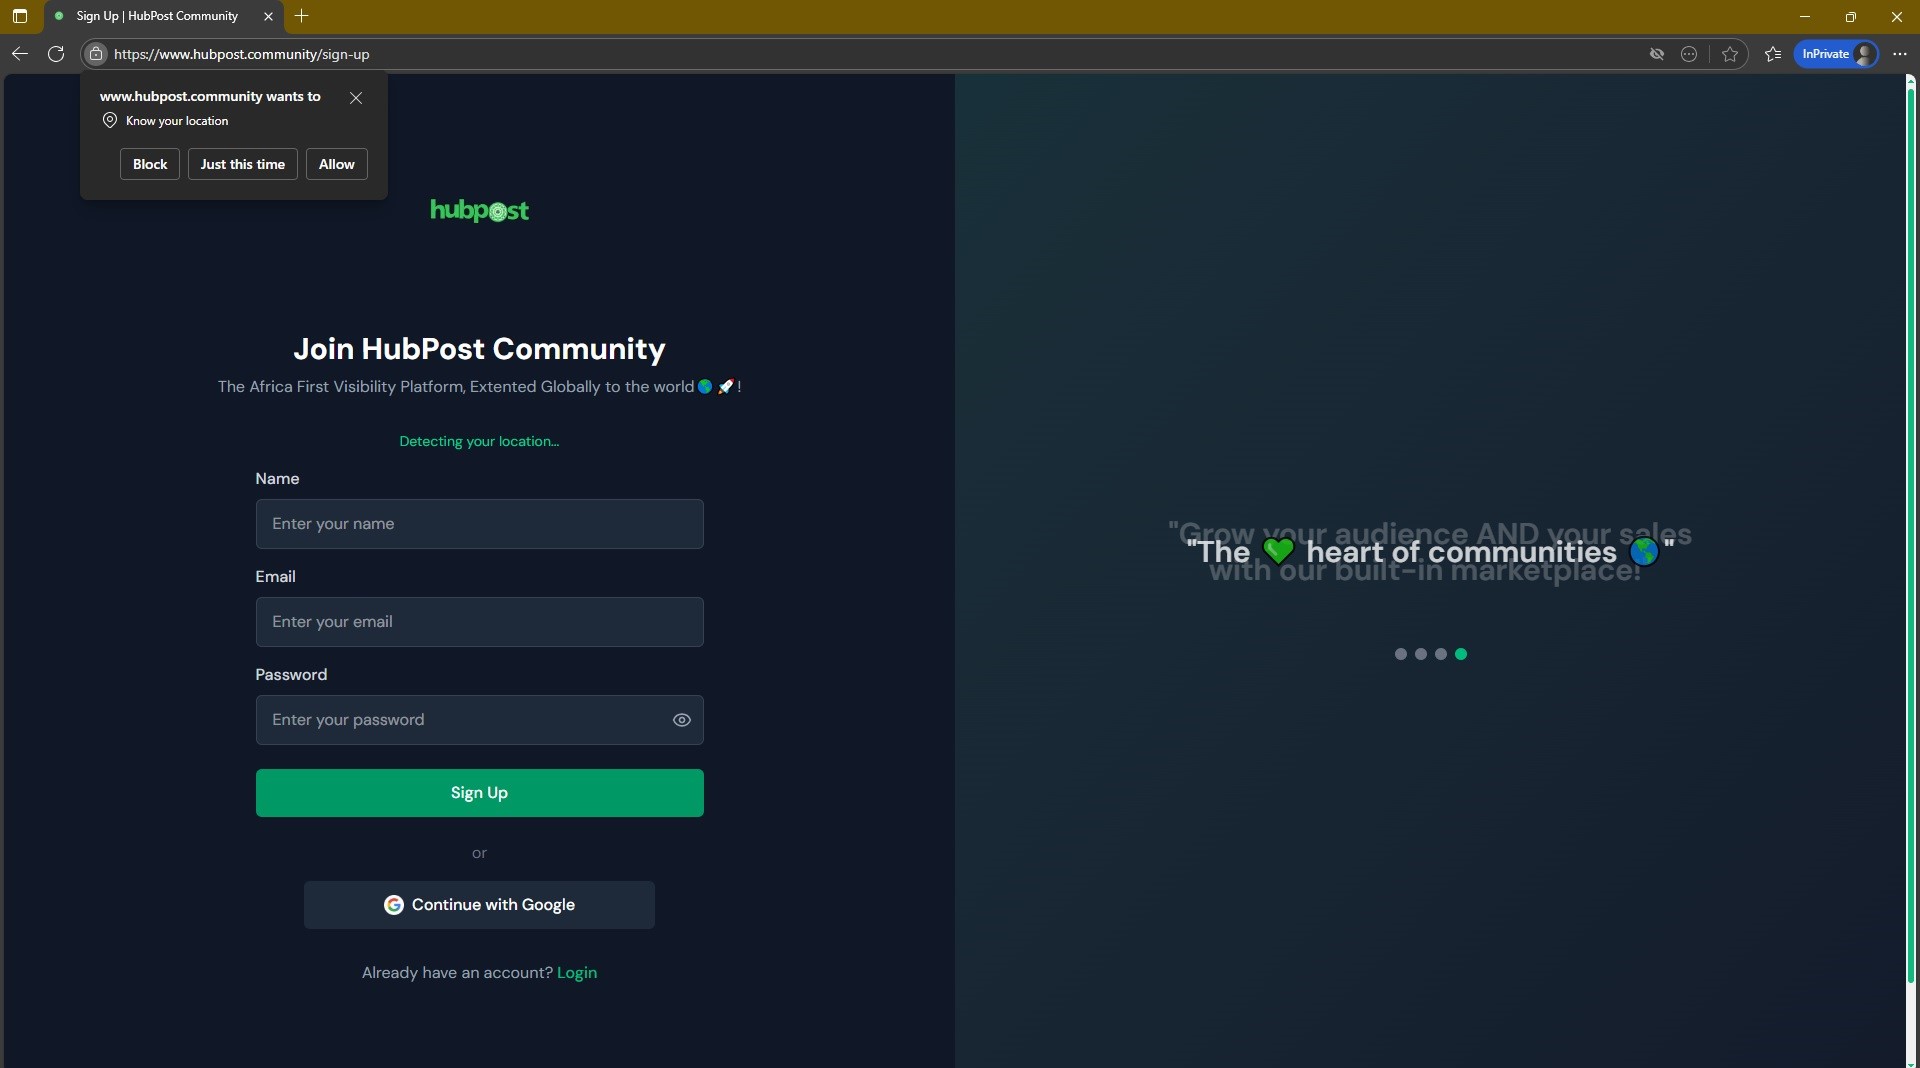 Sign Up | HubPost Community
https://www.hubpost.community/sign-up
InPrivate
www.hubpost.community wants to
Know your location
Block
Just this time
Allow
hubpost
Join HubPost Community
The Africa First Visibility Platform, Extented Globally to the world🌎 🚀!
Detecting your location...
Name
Enter your name
Email
Enter your email
Password
Enter your password
Sign Up
or
Continue with Google
Already have an account? Login
"Grow your audience AND your sales
with our built-in marketplace!
"The 💚 heart of communities 🌎"